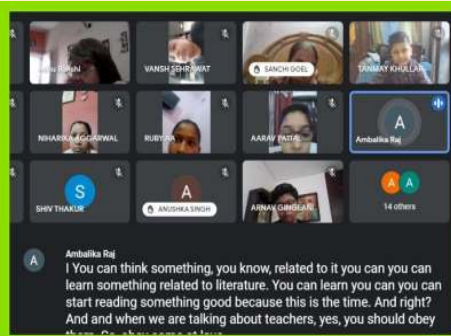 VANSH SEHRAWAT
SANCHI GOEL
TANMAY KHULLAR
NIHARIKA AGGARWAL
RUBY
AARAV
A
Ambalika Raj
S
SHIV THAKUR
A
ANUSHKA SINGH
ARNAV
A A
14 others
A
Ambalika Raj
I You can think something, you know, related to it you can you can
learn something related to literature. You can learn you can you can
start reading something good because this is the time. And right?
And and when we are talking about teachers, yes, you should obey